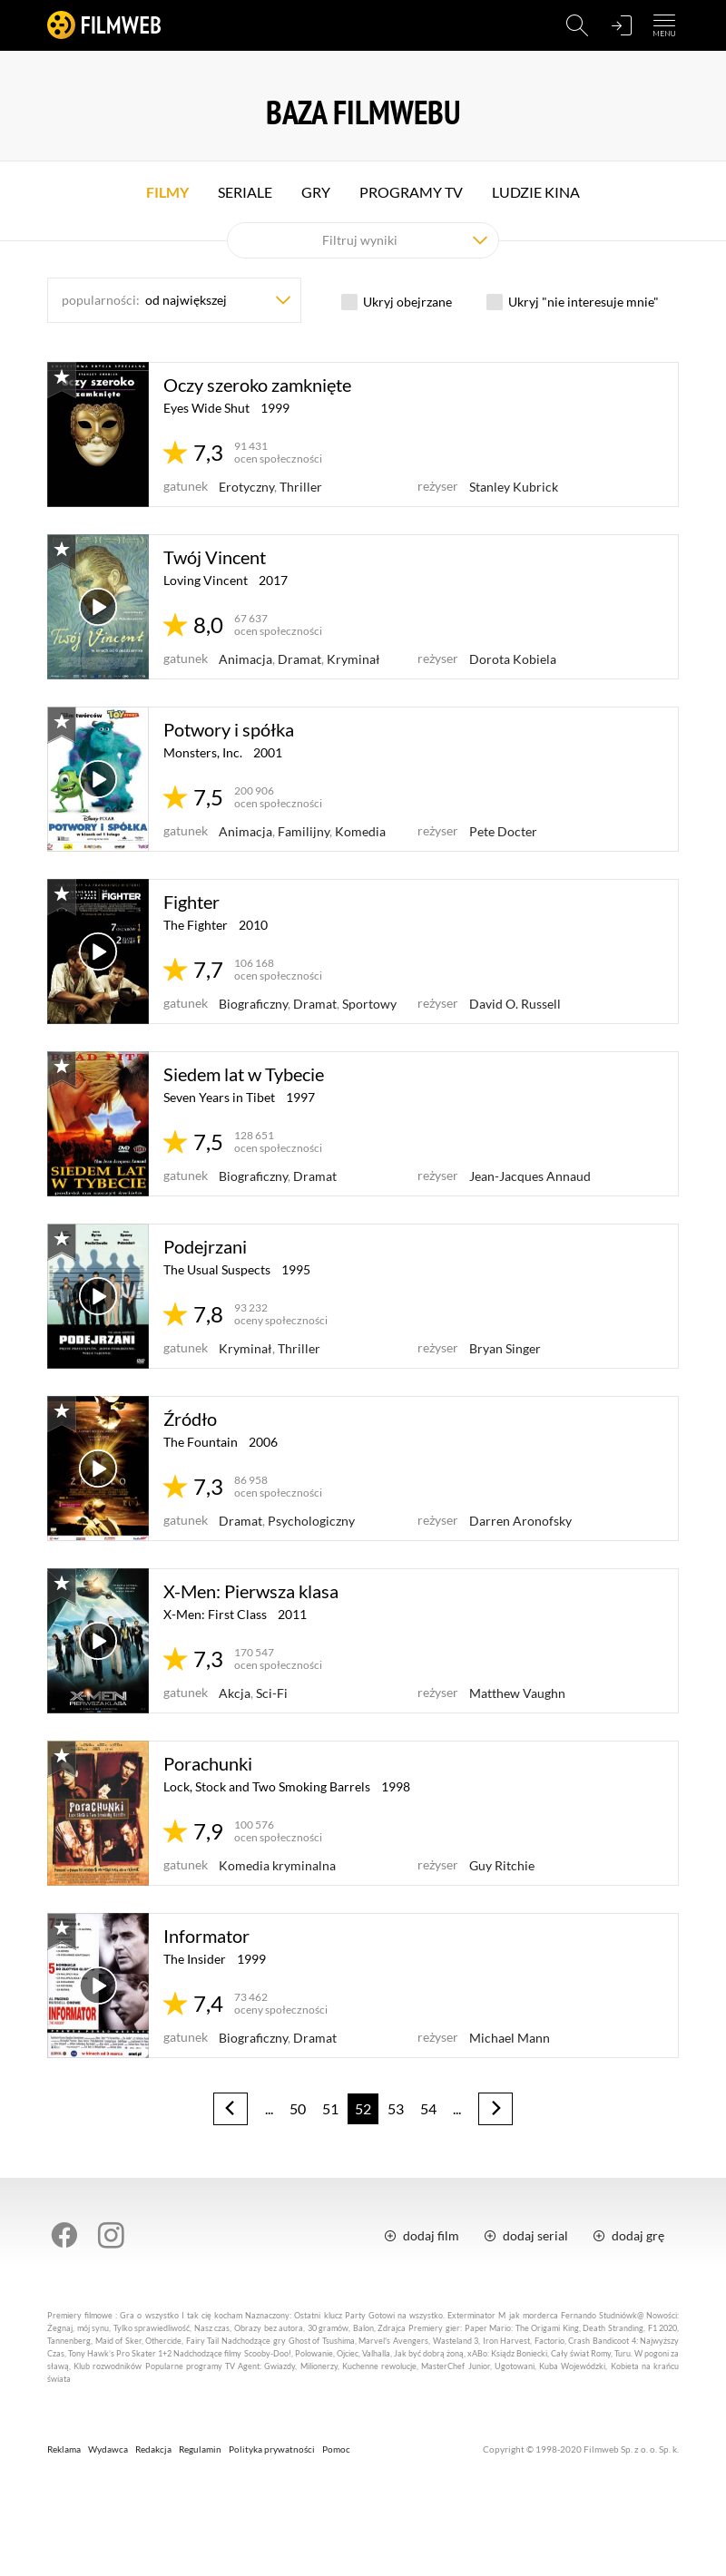 FILMWEB
MENU
BAZA FILMWEBU
FILMY SERIALE GRY PROGRAMY TV LUDZIE KINA
Filtruj wyniki
popularności: od największej Ukryj obejrzane Ukryj "nie interesuje mnie"
Oczy szeroko zamknięte
Eyes Wide Shut 1999
7,3 91 431
ocen społeczności
gatunek Erotyczny, Thriller reżyser Stanley Kubrick
Twój Vincent
Twój Vincent
Loving Vincent 2017
8,0 67 637
ocen społeczności
gatunek Animacja, Dramat, Kryminał reżyser Dorota Kobiela
POTWORY I SPÓŁKA
Potwory i spółka
Monsters, Inc. 2001
7,5 200 906
ocen społeczności
gatunek Animacja, Familijny, Komedia reżyser Pete Docter
FIGHTER
Fighter
The Fighter 2010
7,7 106 168
ocen społeczności
gatunek Biograficzny, Dramat, Sportowy reżyser David O. Russell
SIEDEM LAT
W TYBECIE
Siedem lat w Tybecie
Seven Years in Tibet 1997
7,5 128 651
ocen społeczności
gatunek Biograficzny, Dramat reżyser Jean-Jacques Annaud
PODEJRZANI
Podejrzani
The Usual Suspects 1995
7,8 93 232
oceny społeczności
gatunek Kryminał, Thriller reżyser Bryan Singer
Źródło
The Fountain 2006
7,3 86 958
ocen społeczności
gatunek Dramat, Psychologiczny reżyser Darren Aronofsky
X-MEN
PIERWSZA KLASA
X-Men: Pierwsza klasa
X-Men: First Class 2011
7,3 170 547
ocen społeczności
gatunek Akcja, Sci-Fi reżyser Matthew Vaughn
PORACHUNKI
Porachunki
Lock, Stock and Two Smoking Barrels 1998
7,9 100 576
ocen społeczności
gatunek Komedia kryminalna reżyser Guy Ritchie
INFORMATOR
Informator
The Insider 1999
7,4 73 462
oceny społeczności
gatunek Biograficzny, Dramat reżyser Michael Mann
... 50 51 52 53 54 ...
dodaj film dodaj serial dodaj grę
Premiery filmowe : Gra o wszystko I tak cię kocham Naznaczony: Ostatni klucz Party Gotowi na wszystko. Exterminator M jak morderca Fernando Studniówk@ Nowości:
Żegnaj, mój synu, Tylko sprawiedliwość, Nasz czas, Obrazy bez autora, 30 gramów, Balon, Zdrajca Premiery gier: Paper Mario: The Origami King, Death Stranding, F1 2020,
Tannenberg, Maid of Sker, Othercide, Fairy Tail Nadchodzące gry Ghost of Tsushima, Marvel's Avengers, Wasteland 3, Iron Harvest, Factorio, Crash Bandicoot 4: Najwyższy
Czas, Tony Hawk's Pro Skater 1+2 Nadchodzące filmy Scooby-Doo!, Polowanie, Ojciec, Valhalla, Jak być dobrą żoną, xABo: Ksiądz Boniecki, Cały świat Romy, Turu. W pogoni za
sławą, Klub rozwodników Popularne programy TV Agent: Gwiazdy, Milionerzy, Kuchenne rewolucje, MasterChef Junior, Ugotowani, Kuba Wojewódzki, Kobieta na krańcu
świata
Reklama Wydawca Redakcja Regulamin Polityka prywatności Pomoc Copyright © 1998-2020 Filmweb Sp. z o. o. Sp. k.